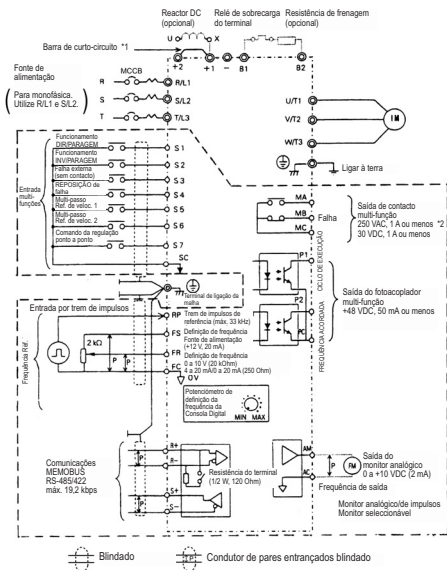 Reactor DC
(opcional)
Relé de sobrecarga
do terminal
Resistência de frenagem
(opcional)
U
X
Barra de curto-circuito *1
+2
+1
−
B1
B2
Fonte de
alimentação
MCCB
R
R/L1
(Para monofásica.
Utilize R/L1 e S/L2.)
S
S/L2
T
T/L3
U/T1
V/T2
W/T3
IM
Ligar à terra
Entrada
multi-
funções
Funcionamento
DIR/PARAGEM
S1
Funcionamento
INV/PARAGEM
S2
Falha externa
(sem contacto)
S3
REPOSIÇÃO de
falha
S4
Multi-passo
Ref. de veloc. 1
S5
Multi-passo
Ref. de veloc. 2
S6
Comando da regulação
ponto a ponto
S7
SC
MA
MB
Falha
MC
Saída de contacto
multi-função
250 VAC, 1 A ou menos *2
30 VDC, 1 A ou menos
P1
CICLO DE EXECUÇÃO
P2
PC
FREQUÊNCIA ACORDADA
Saída do fotoacoplador
multi-função
+48 VDC, 50 mA ou menos
Terminal da ligação da
malha
Frequência Ref.
Entrada por trem de impulsos
RP
Trem de impulsos de
referência (máx. 33 kHz)
FS
Definição de frequência
Fonte de alimentação
(+12 V, 20 mA)
2 kΩ
P
P
FR
Definição de frequência
0 a 10 V (20 kOhm)
FC
4 a 20 mA/0 a 20 mA (250 Ohm)
0V
Potenciómetro de
definição da
frequência da
Consola Digital
MIN MAX
Comunicações
MEMOBUS
RS-485/422
máx. 19,2 kbps
P
R+
R-
Resistência do terminal
(1/2 W, 120 Ohm)
P
S+
S-
AM
AC
P
FM
Saída do
monitor analógico
0 a +10 VDC (2 mA)
Frequência de saída
Monitor analógico/de impulsos
Monitor seleccionável
Blindado
P
Condutor de pares entrançados blindado